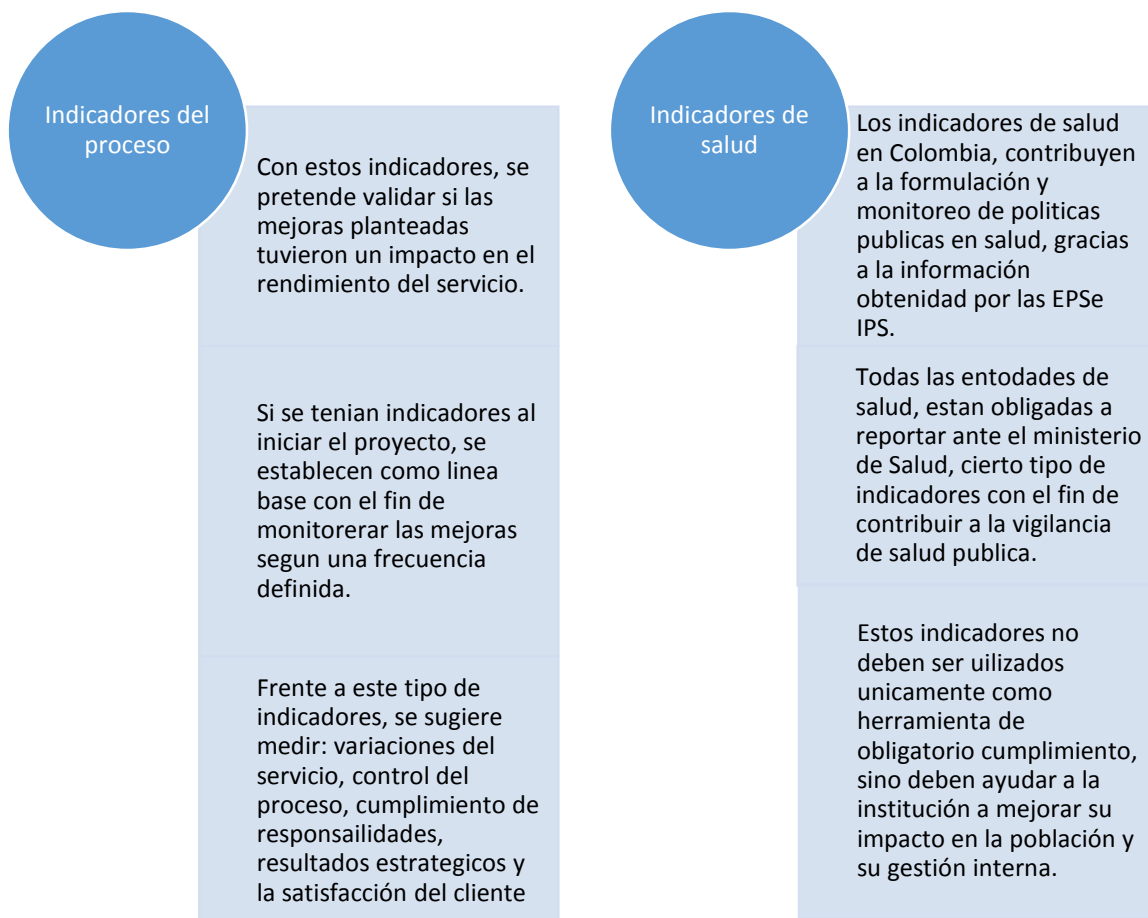 Indicadores del
proceso
Con estos indicadores, se
pretende validar si las
mejoras planteadas
tuvieron un impacto en el
rendimiento del servicio.
Si se tenian indicadores al
iniciar el proyecto, se
establecen como linea
base con el fin de
monitorerar las mejoras
segun una frecuencia
definida.
Frente a este tipo de
indicadores, se sugiere
medir: variaciones del
servicio, control del
proceso, cumplimiento de
responsailidades,
resultados estrategicos y
la satisfacción del cliente
Indicadores de
salud
Los indicadores de salud
en Colombia, contribuyen
a la formulación y
monitoreo de politicas
publicas en salud, gracias
a la información
obtenidad por las EPSe
IPS.
Todas las entodades de
salud, estan obligadas a
reportar ante el ministerio
de Salud, cierto tipo de
indicadores con el fin de
contribuir a la vigilancia
de salud publica.
Estos indicadores no
deben ser uilizados
unicamente como
herramienta de
obligatorio cumplimiento,
sino deben ayudar a la
institución a mejorar su
impacto en la población y
su gestión interna.